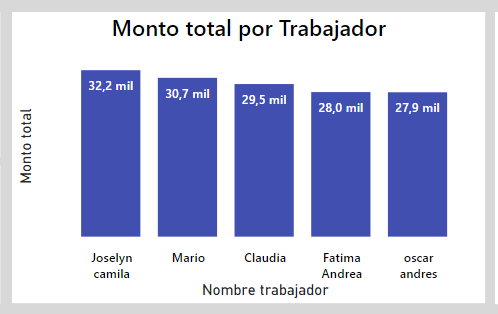 Monto total por Trabajador
Monto total
32,2 mil
30,7 mil
29,5 mil
28,0 mil
27,9 mil
Joselyn
camila
Mario
Claudia
Fatima
Andrea
oscar
andres
Nombre trabajador